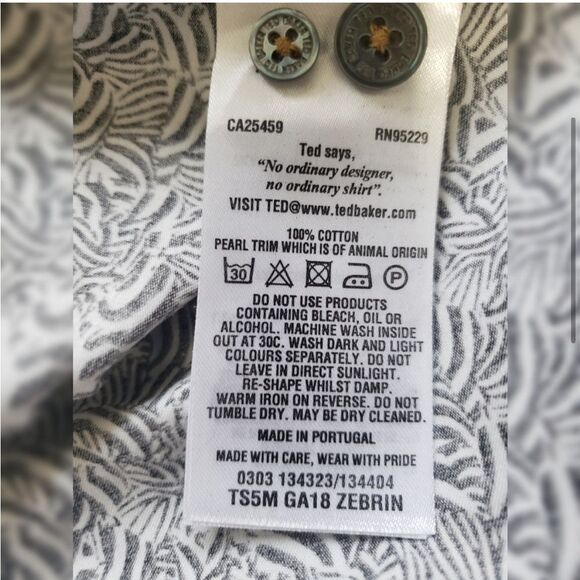 CA25459
RN95229
Ted says,
"No ordinary designer,
no ordinary shirt".
VISIT TED@www.tedbaker.com
100% COTTON
PEARL TRIM WHICH IS OF ANIMAL ORIGIN
30 P
DO NOT USE PRODUCTS
CONTAINING BLEACH, OIL OR
ALCOHOL. MACHINE WASH INSIDE
OUT AT 30C. WASH DARK AND LIGHT
COLOURS SEPARATELY. DO NOT
LEAVE IN DIRECT SUNLIGHT.
RE-SHAPE WHILST DAMP.
WARM IRON ON REVERSE. DO NOT
TUMBLE DRY. MAY BE DRY CLEANED.
MADE IN PORTUGAL
MADE WITH CARE, WEAR WITH PRIDE
0303 134323/134404
TS5M GA18 ZEBRIN